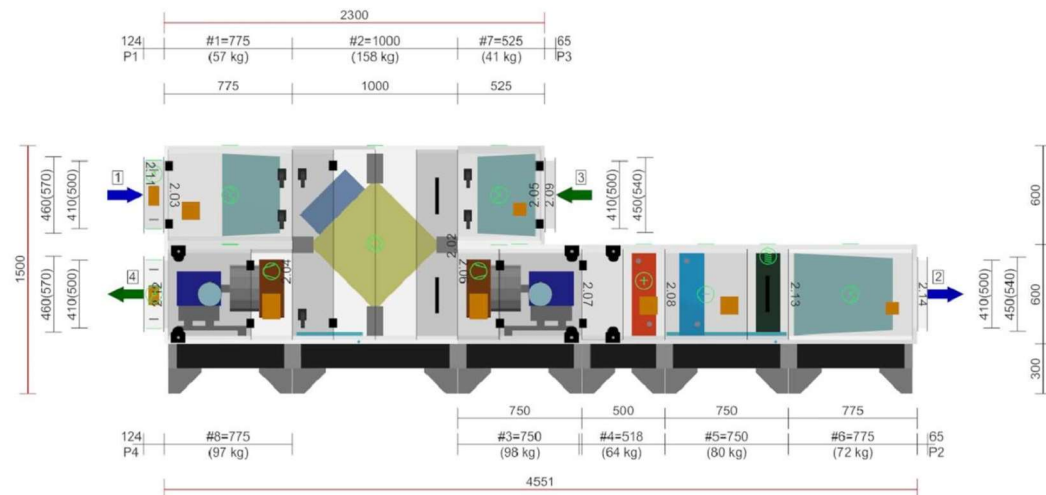 2300
124 #1=775 #2=1000 #7=525 65
P1 (57 kg) (158 kg) (41 kg) P3
775 1000 525
1 3
460(570) 410(500) 2.11 2.03 2.05 2.09 410(500) 450(540) 600
1500
2.02
4 2
460(570) 410(500) 2.04 2.06 2.07 2.08 2.13 2.14 410(500) 450(540) 600
300
750 500 750 775
124 #8=775 #3=750 #4=518 #5=750 #6=775 65
P4 (97 kg) (98 kg) (64 kg) (80 kg) (72 kg) P2
4551